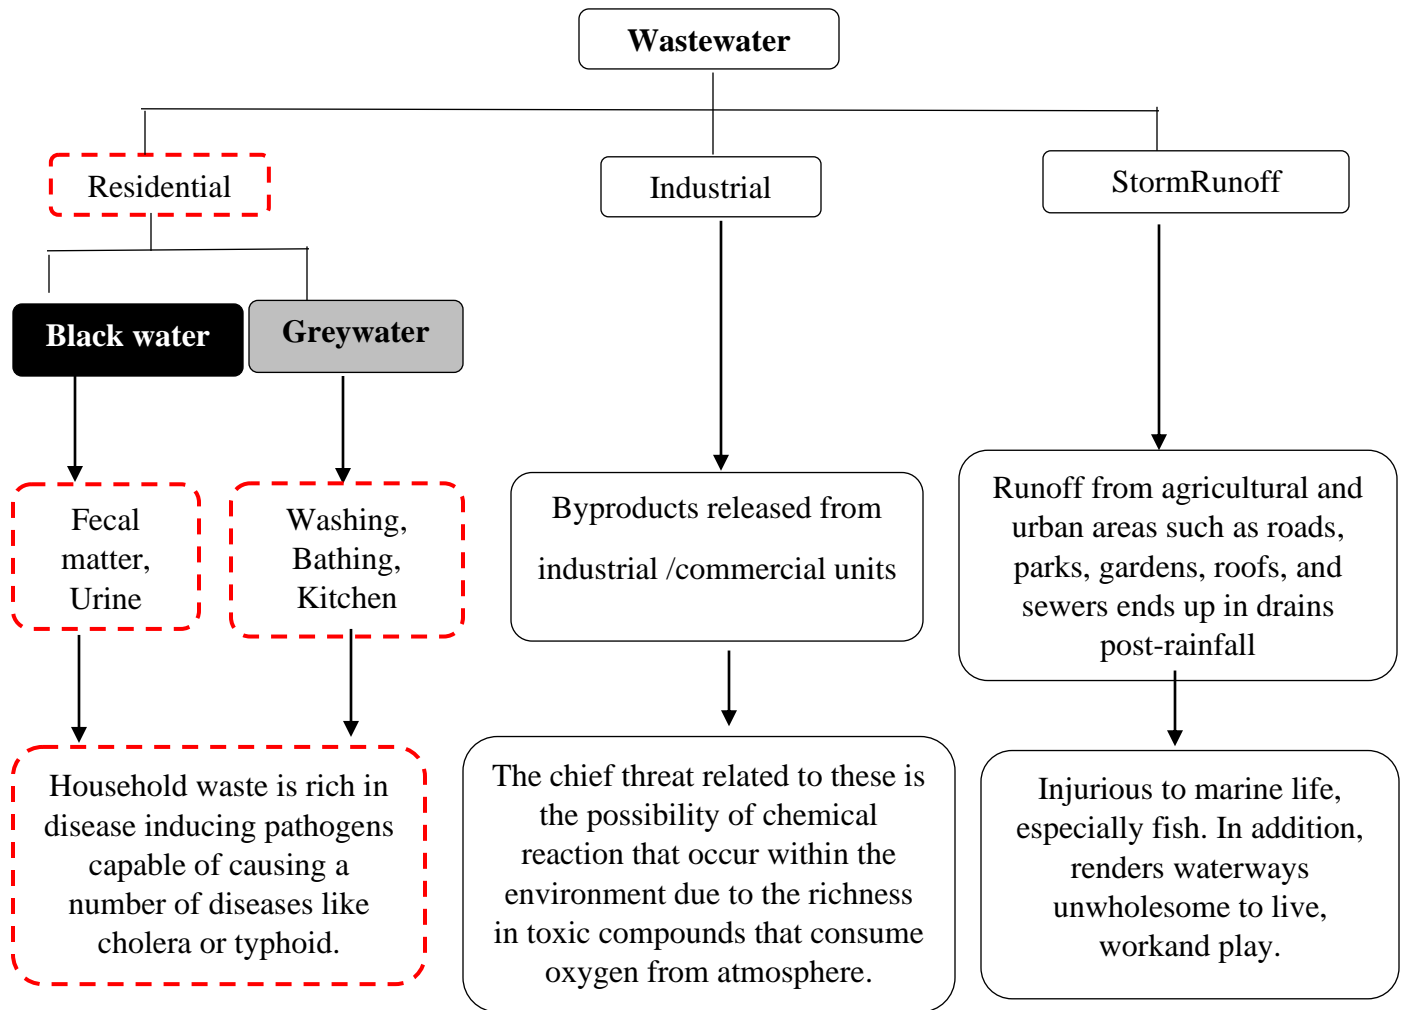 Wastewater
Residential
Industrial
StormRunoff
Black water
Greywater
Fecal
matter,
Urine
Washing,
Bathing,
Kitchen
Byproducts released from
industrial /commercial units
Runoff from agricultural and
urban areas such as roads,
parks, gardens, roofs, and
sewers ends up in drains
post-rainfall
Household waste is rich in
disease inducing pathogens
capable of causing a
number of diseases like
cholera or typhoid.
The chief threat related to these is
the possibility of chemical
reaction that occur within the
environment due to the richness
in toxic compounds that consume
oxygen from atmosphere.
Injurious to marine life,
especially fish. In addition,
renders waterways
unwholesome to live,
workand play.